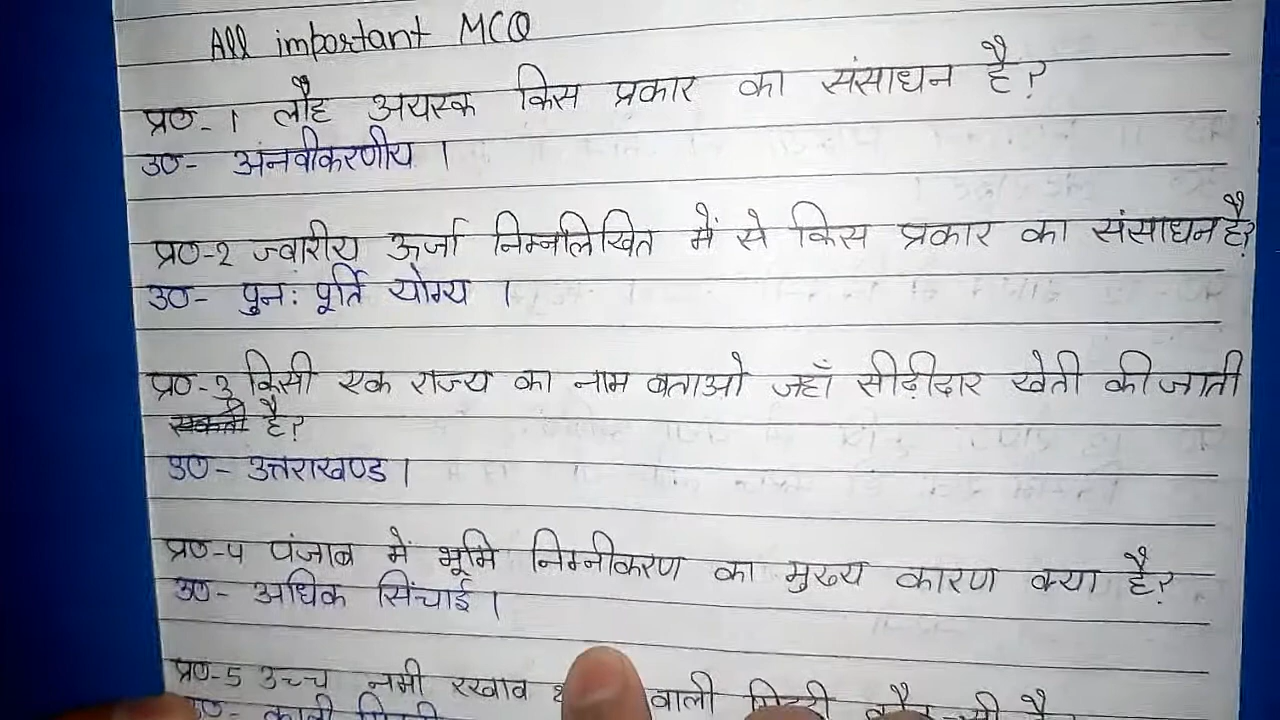 All important MCQ
प्र०-1 लौह अयस्क किस प्रकार का संसाधन है?
उ०- अनवीकरणीय ।
प्र०-2 ज्वारीय ऊर्जा निम्नलिखित में से किस प्रकार का संसाधन है?
उ०- पुनः पूर्ति योग्य ।
प्र०-3 किसी एक राज्य का नाम बताओ जहाँ सीढ़ीदार खेती की जाती
सकती है?
उ०- उत्तराखण्ड ।
प्र०-4 पंजाब में भूमि निम्नीकरण का मुख्य कारण क्या है?
उ०- अधिक सिंचाई ।
प्र०-5 उच्च नमी रखाव वाली मिट्टी कौन-सी है
उ०- काली मिट्टी